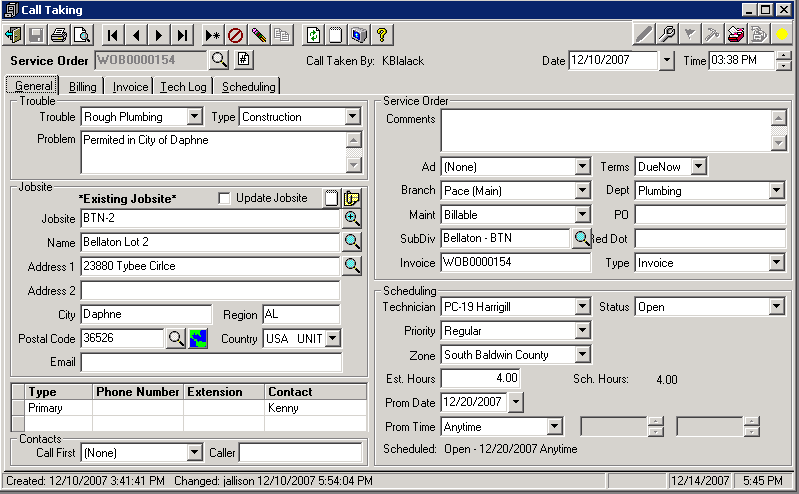 Call Taking
Service Order WOB0000154 # Call Taken By: KBlalack Date 12/10/2007 Time 03:38 PM
General Billing Invoice Tech Log Scheduling
Trouble
Trouble Rough Plumbing Type Construction
Problem Permited in City of Daphne
Jobsite
*Existing Jobsite* Update Jobsite
Jobsite BTN-2
Name Bellaton Lot 2
Address 1 23880 Tybee Cirlce
Address 2
City Daphne Region AL
Postal Code 36526 Country USA UNIT
Email
Type Phone Number Extension Contact
Primary Kenny
Contacts
Call First (None) Caller
Service Order
Comments
Ad (None) Terms DueNow
Branch Pace (Main) Dept Plumbing
Maint Billable PO
SubDiv Bellaton - BTN Red Dot
Invoice WOB0000154 Type Invoice
Scheduling
Technician PC-19 Harrigill Status Open
Priority Regular
Zone South Baldwin County
Est. Hours 4.00 Sch. Hours: 4.00
Prom Date 12/20/2007
Prom Time Anytime
Scheduled: Open - 12/20/2007 Anytime
Created: 12/10/2007 3:41:41 PM Changed: jallison 12/10/2007 5:54:04 PM 12/14/2007 5:45 PM